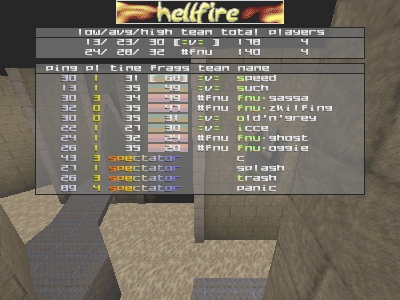 hellfire
low/avg/high team total players
13/ 23/ 30 [:v: ] 178 4
24/ 28/ 32 #fnu 140 4
ping pl time frags team name
30 1 31 [ 68] :v: speed
13 1 35 49 :v: such
30 3 34 49 #fnu fnu·sassa
32 0 35 47 #fnu fnu·zkilfing
30 0 35 31 :v: old'n'grey
22 1 27 30 :v: icce
24 1 32 29 #fnu fnu·ghost
26 1 35 20 #fnu fnu·oggie
43 3 spectator c
27 1 spectator splash
26 3 spectator trash
89 4 spectator panic